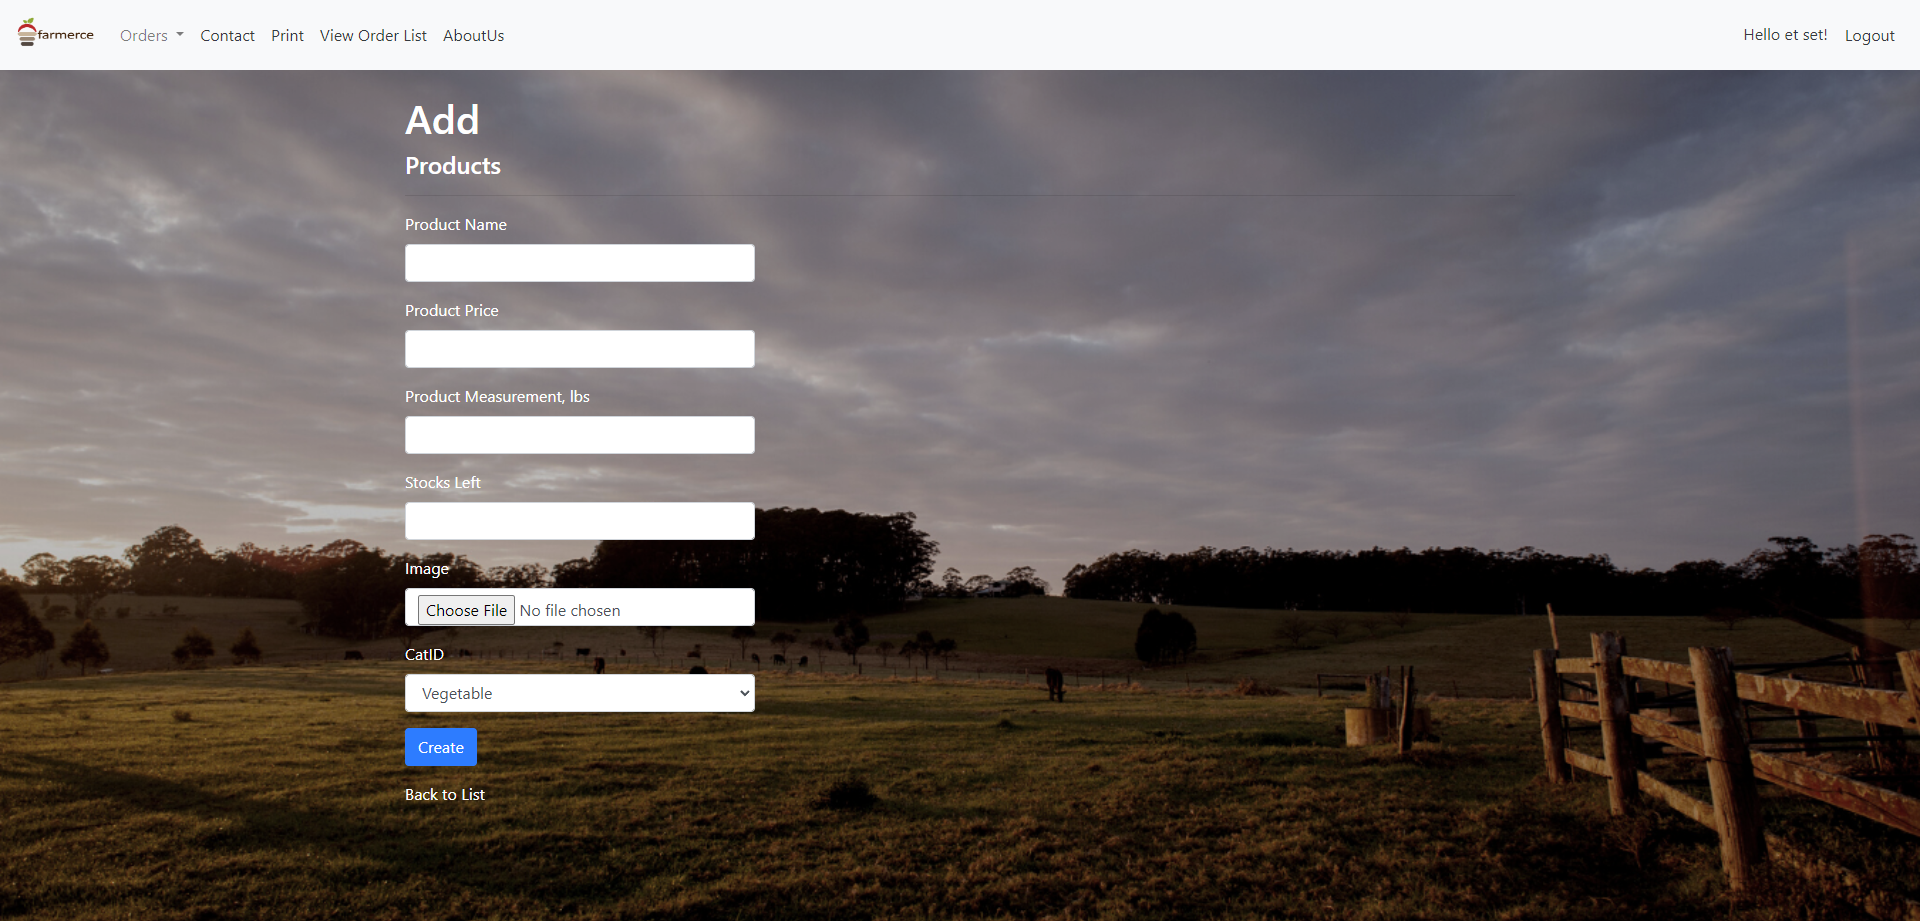 farmerce Orders Contact Print View Order List AboutUs Hello et set! Logout
Add
Products
Product Name
Product Price
Product Measurement, lbs
Stocks Left
Image
Choose File No file chosen
CatID
Vegetable
Create
Back to List